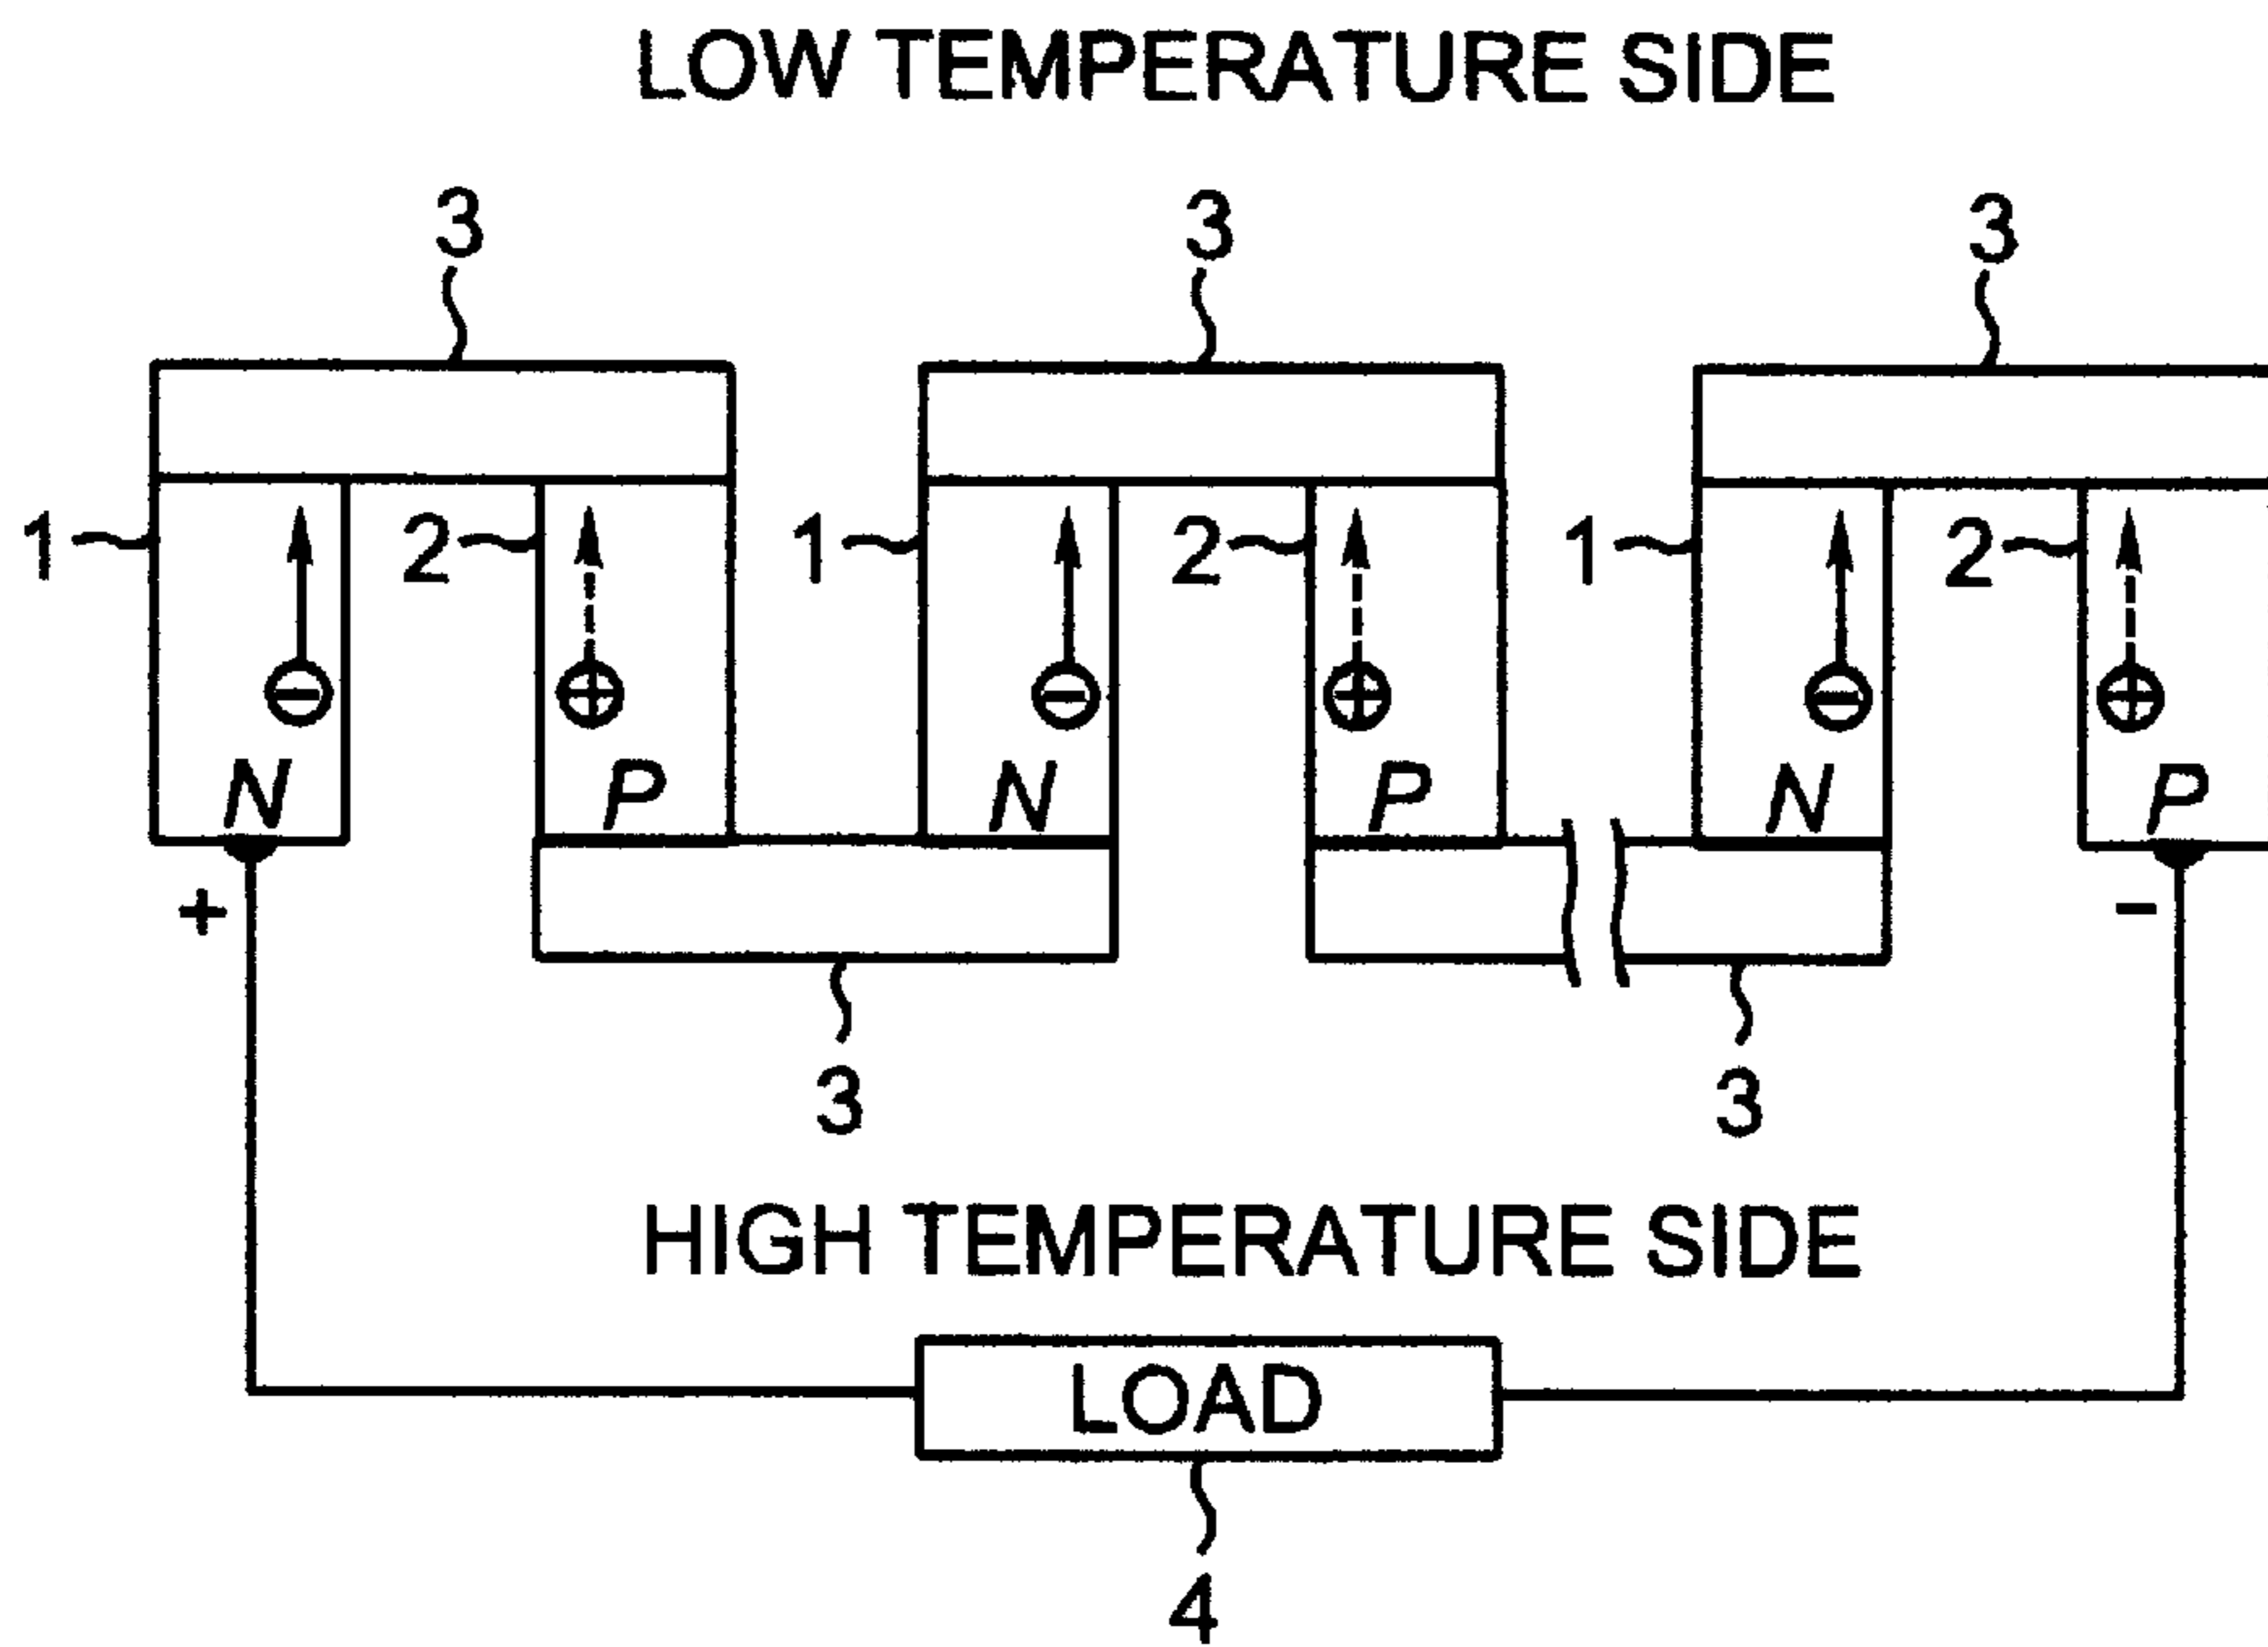 LOW TEMPERATURE SIDE
3 3 3
1 2 1 2 1 2
N P N P N P
+ −
3 3
HIGH TEMPERATURE SIDE
LOAD
4